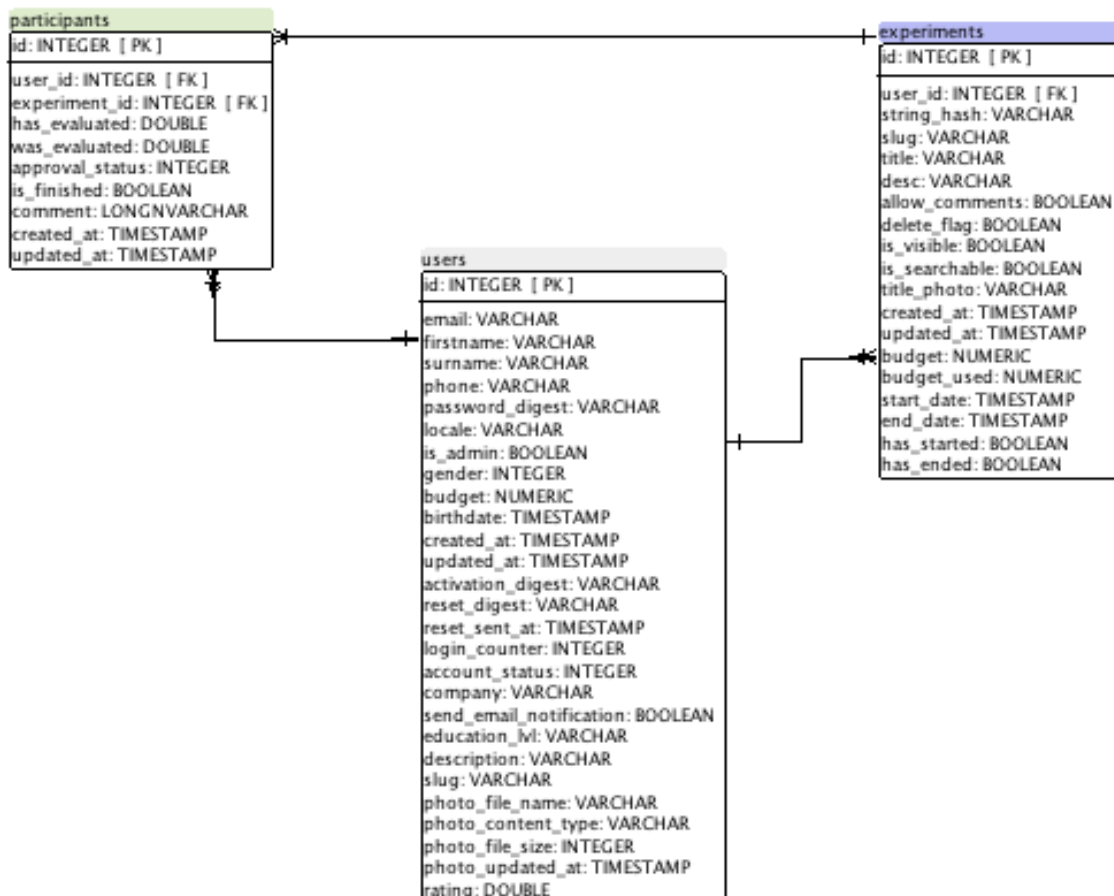 participants
id: INTEGER [ PK ]
user_id: INTEGER [ FK ]
experiment_id: INTEGER [ FK ]
has_evaluated: DOUBLE
was_evaluated: DOUBLE
approval_status: INTEGER
is_finished: BOOLEAN
comment: LONGNVARCHAR
created_at: TIMESTAMP
updated_at: TIMESTAMP
experiments
id: INTEGER [ PK ]
user_id: INTEGER [ FK ]
string_hash: VARCHAR
slug: VARCHAR
title: VARCHAR
desc: VARCHAR
allow_comments: BOOLEAN
delete_flag: BOOLEAN
is_visible: BOOLEAN
is_searchable: BOOLEAN
title_photo: VARCHAR
created_at: TIMESTAMP
updated_at: TIMESTAMP
budget: NUMERIC
budget_used: NUMERIC
start_date: TIMESTAMP
end_date: TIMESTAMP
has_started: BOOLEAN
has_ended: BOOLEAN
users
id: INTEGER [ PK ]
email: VARCHAR
firstname: VARCHAR
surname: VARCHAR
phone: VARCHAR
password_digest: VARCHAR
locale: VARCHAR
is_admin: BOOLEAN
gender: INTEGER
budget: NUMERIC
birthdate: TIMESTAMP
created_at: TIMESTAMP
updated_at: TIMESTAMP
activation_digest: VARCHAR
reset_digest: VARCHAR
reset_sent_at: TIMESTAMP
login_counter: INTEGER
account_status: INTEGER
company: VARCHAR
send_email_notification: BOOLEAN
education_lvl: VARCHAR
description: VARCHAR
slug: VARCHAR
photo_file_name: VARCHAR
photo_content_type: VARCHAR
photo_file_size: INTEGER
photo_updated_at: TIMESTAMP
rating: DOUBLE